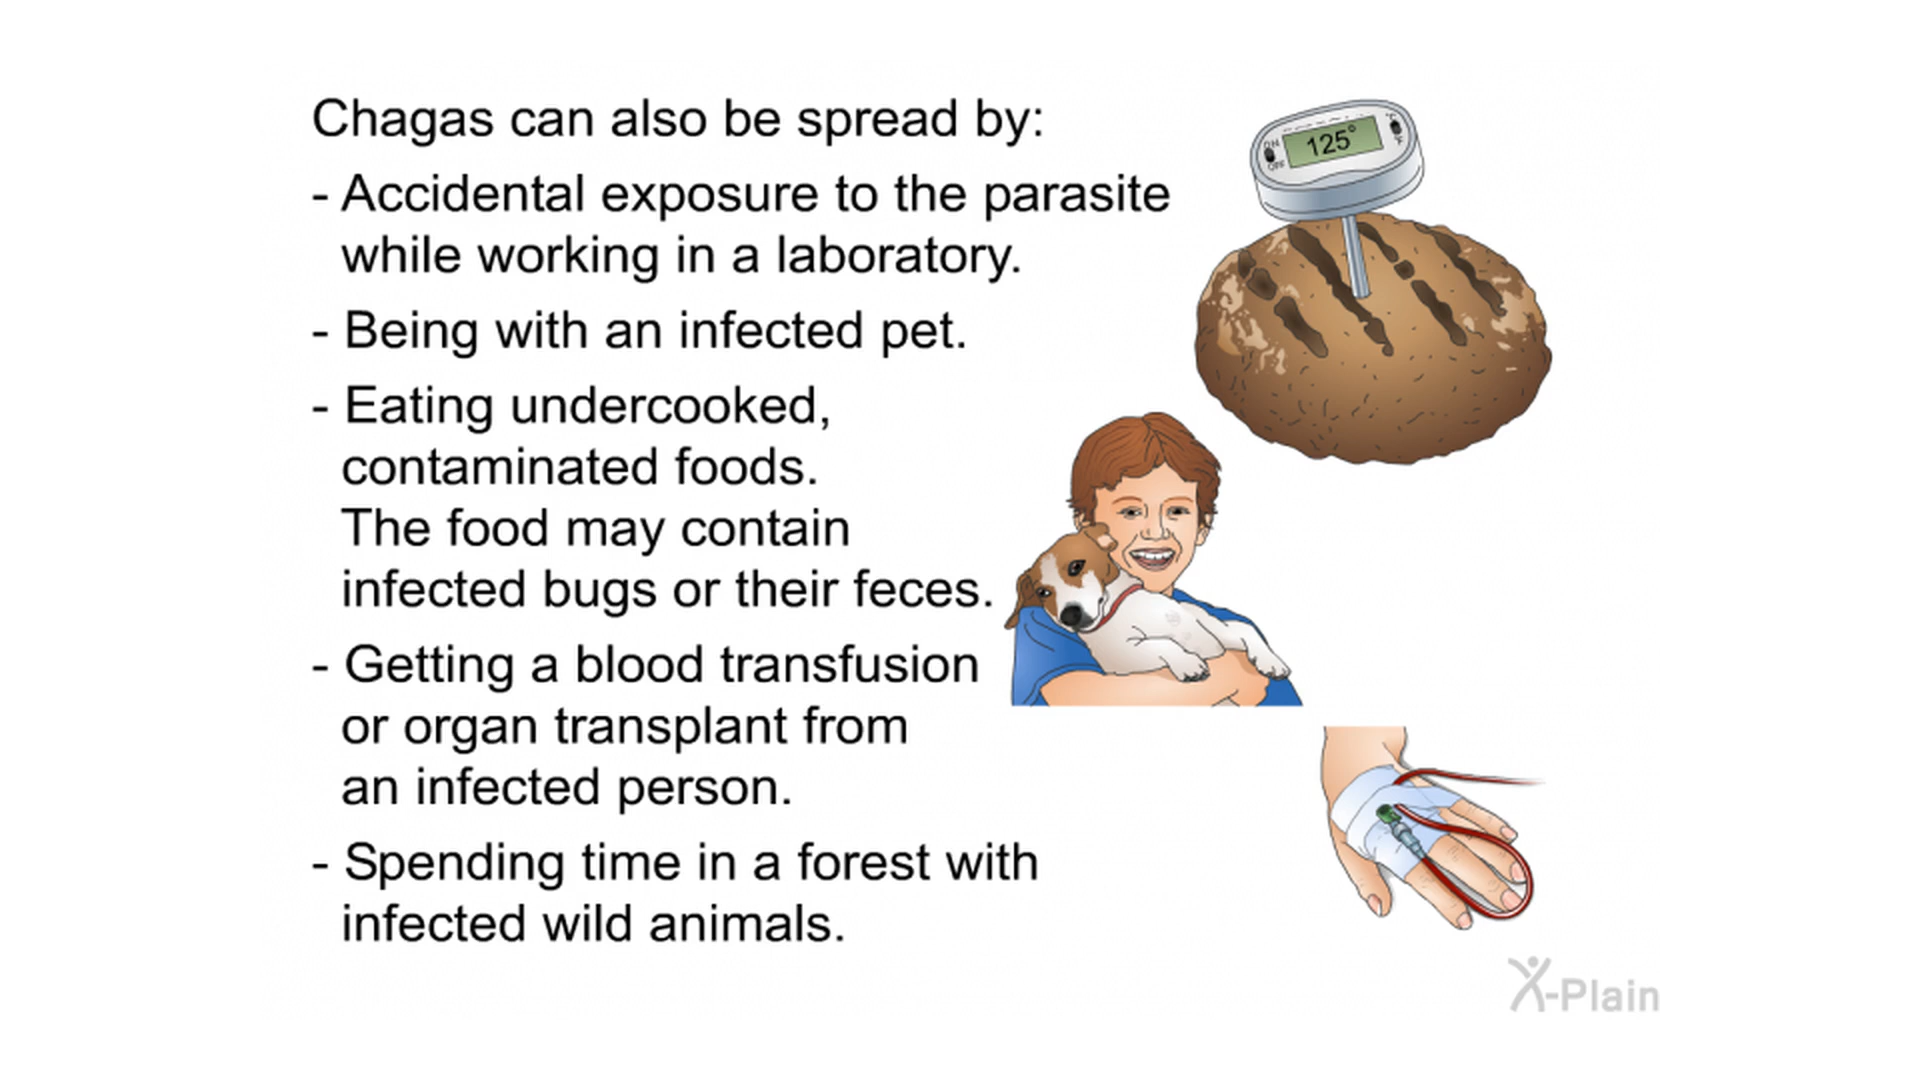 Chagas can also be spread by:
- Accidental exposure to the parasite
while working in a laboratory.
- Being with an infected pet.
- Eating undercooked,
contaminated foods.
The food may contain
infected bugs or their feces.
- Getting a blood transfusion
or organ transplant from
an infected person.
- Spending time in a forest with
infected wild animals.
125°
ON
OFF
°C
°F
X-Plain